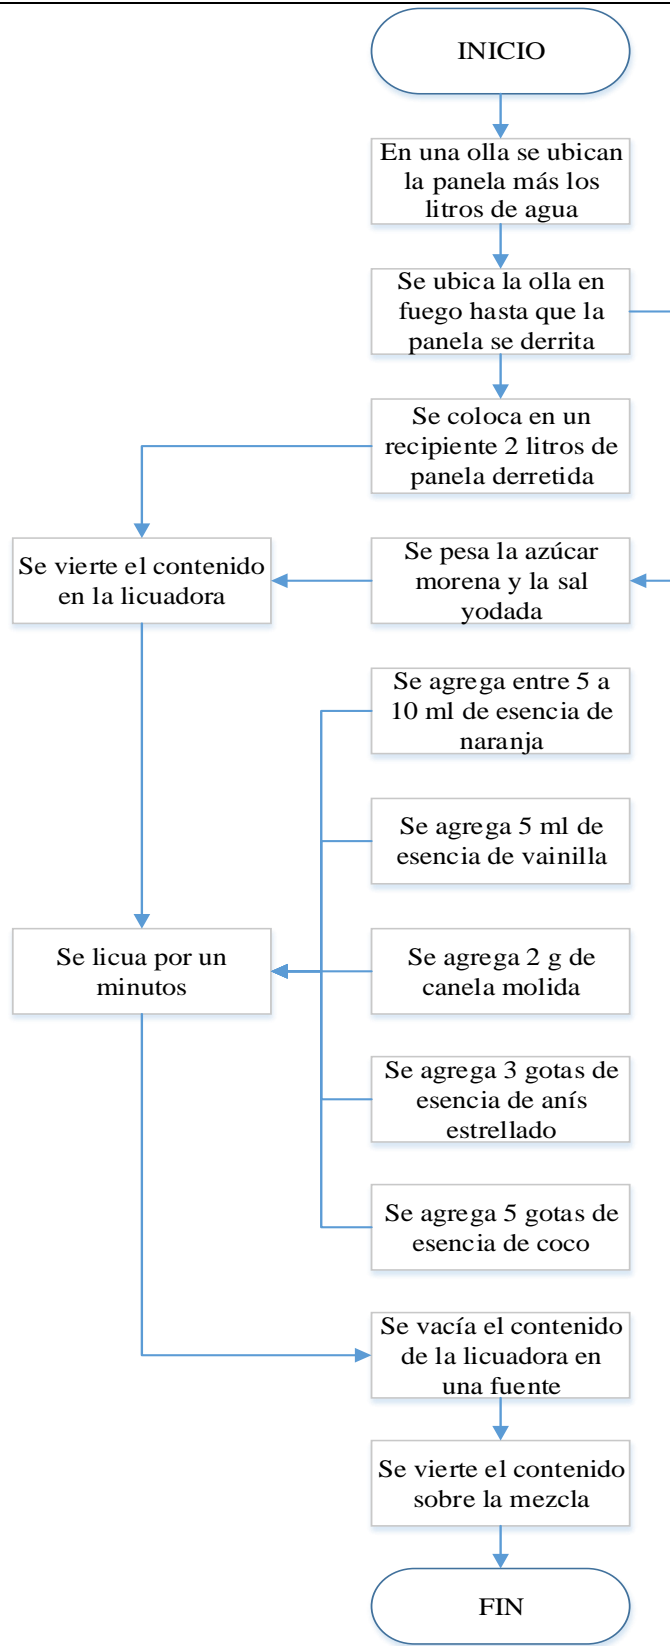 INICIO
En una olla se ubican
la panela más los
litros de agua
Se ubica la olla en
fuego hasta que la
panela se derrita
Se coloca en un
recipiente 2 litros de
panela derretida
Se vierte el contenido
en la licuadora
Se pesa la azúcar
morena y la sal
yodada
Se agrega entre 5 a
10 ml de esencia de
naranja
Se agrega 5 ml de
esencia de vainilla
Se licua por un
minutos
Se agrega 2 g de
canela molida
Se agrega 3 gotas de
esencia de anís
estrellado
Se agrega 5 gotas de
esencia de coco
Se vacía el contenido
de la licuadora en
una fuente
Se vierte el contenido
sobre la mezcla
FIN